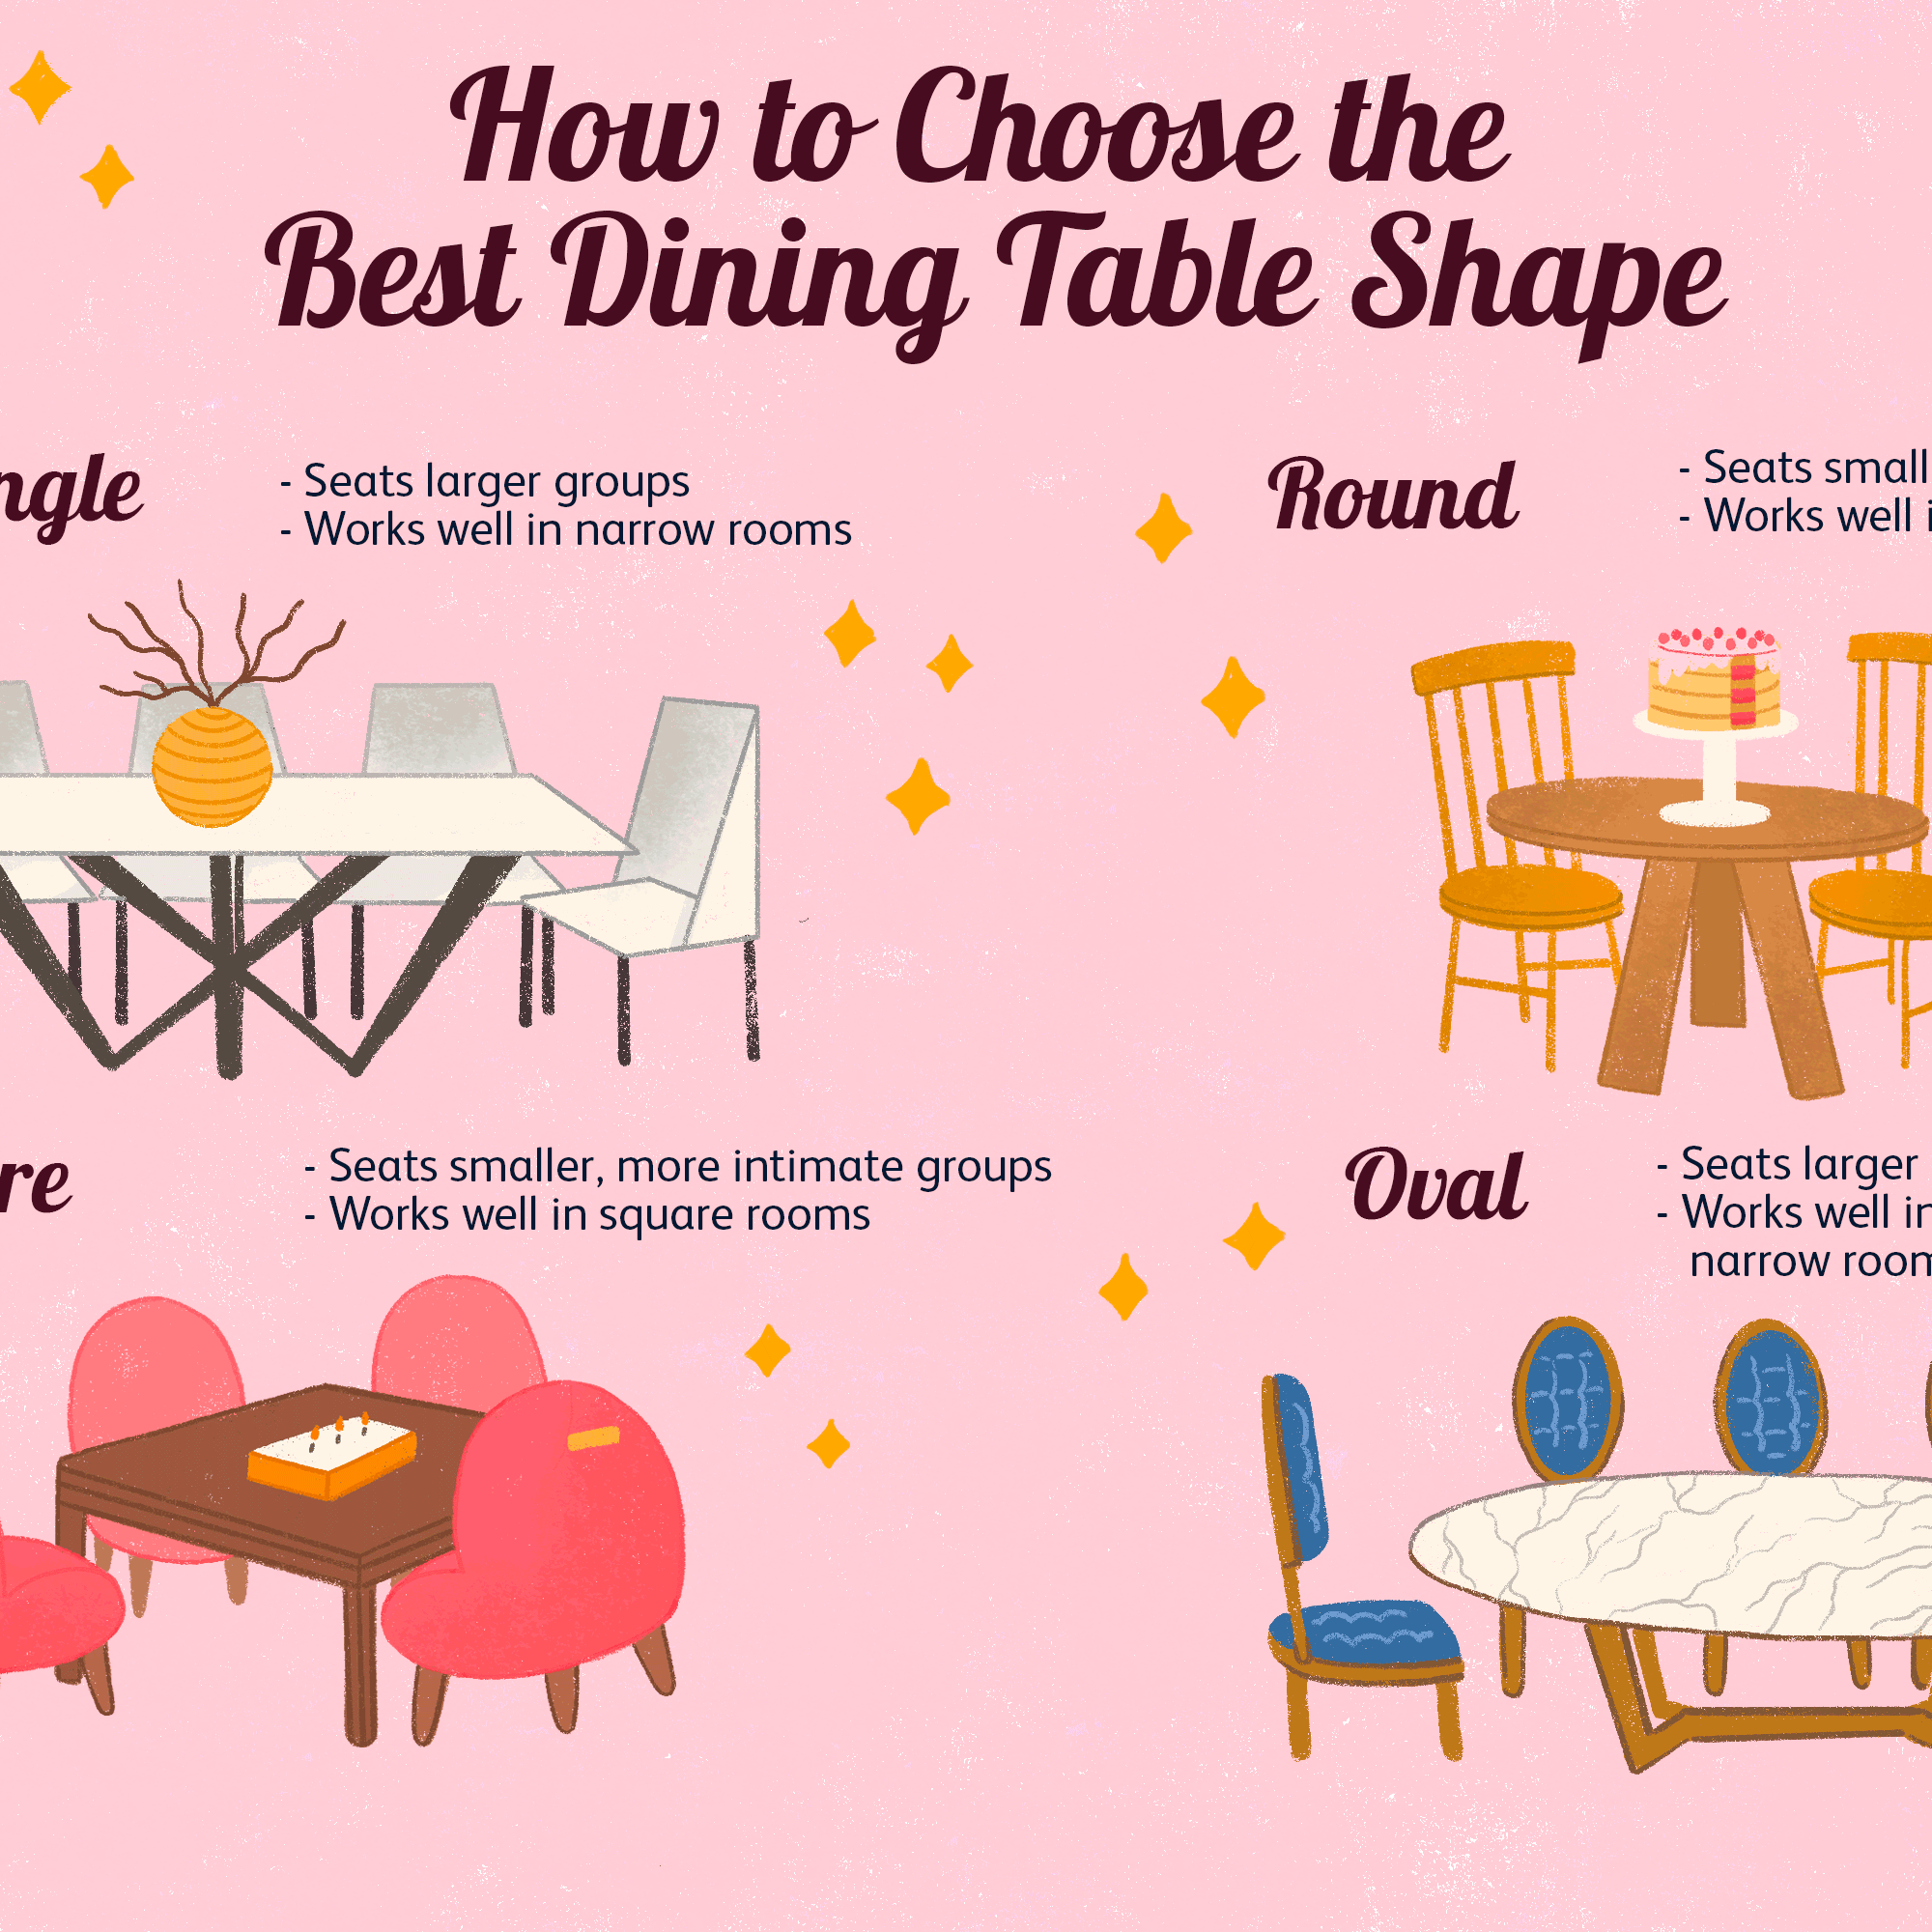 How to Choose the
Best Dining Table Shape
ngle
- Seats larger groups
- Works well in narrow rooms
Round
- Seats small
- Works well
re
- Seats smaller, more intimate groups
- Works well in square rooms
Oval
- Seats larger
- Works well in
narrow room